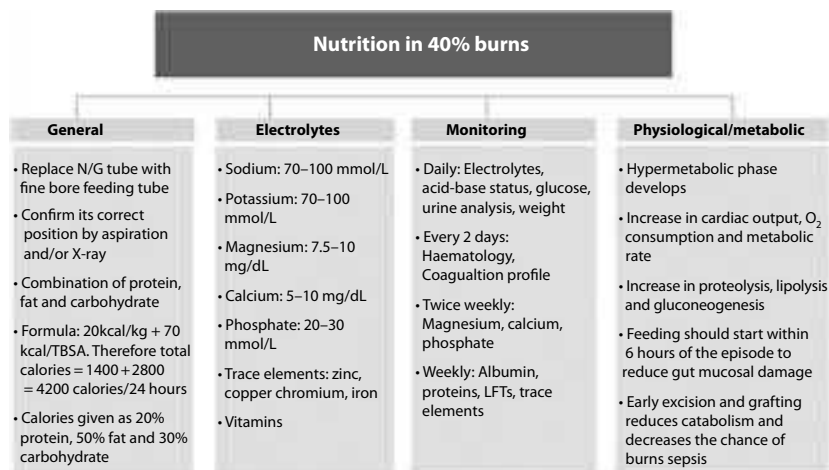 Nutrition in 40% burns
General
• Replace N/G tube with
fine bore feeding tube
• Confirm its correct
position by aspiration
and/or X-ray
• Combination of protein,
fat and carbohydrate
• Formula: 20kcal/kg + 70
kcal/TBSA. Therefore total
calories = 1400 + 2800
= 4200 calories/24 hours
• Calories given as 20%
protein, 50% fat and 30%
carbohydrate
Electrolytes
• Sodium: 70–100 mmol/L
• Potassium: 70–100
mmol/L
• Magnesium: 7.5–10
mg/dL
• Calcium: 5–10 mg/dL
• Phosphate: 20–30
mmol/L
• Trace elements: zinc,
copper chromium, iron
• Vitamins
Monitoring
• Daily: Electrolytes,
acid-base status, glucose,
urine analysis, weight
• Every 2 days:
Haematology,
Coagualtion profile
• Twice weekly:
Magnesium, calcium,
phosphate
• Weekly: Albumin,
proteins, LFTs, trace
elements
Physiological/metabolic
• Hypermetabolic phase
develops
• Increase in cardiac output, O₂
consumption and metabolic
rate
• Increase in proteolysis, lipolysis
and gluconeogenesis
• Feeding should start within
6 hours of the episode to
reduce gut mucosal damage
• Early excision and grafting
reduces catabolism and
decreases the chance of
burns sepsis